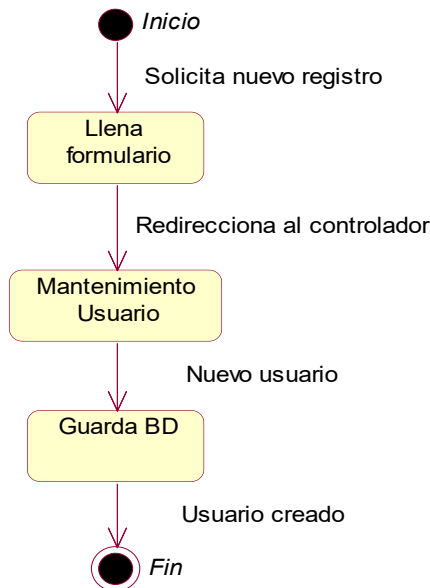 Inicio
Solicita nuevo registro
Llena
formulario
Redirecciona al controlador
Mantenimiento
Usuario
Nuevo usuario
Guarda BD
Usuario creado
Fin